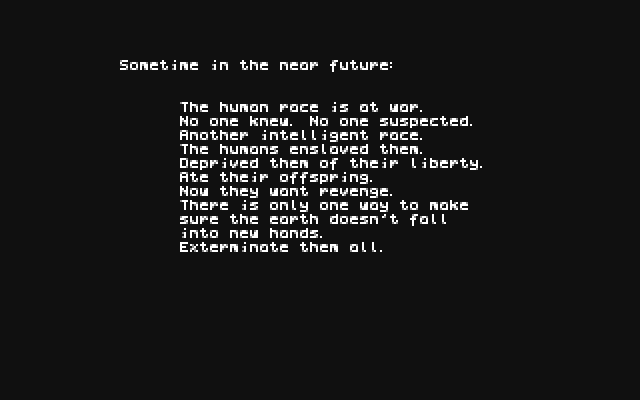 Sometime in the near future:
The human race is at war.
No one knew. No one suspected.
Another intelligent race.
The humans enslaved them.
Deprived them of their liberty.
Ate their offspring.
Now they want revenge.
There is only one way to make
sure the earth doesn't fall
into new hands.
Exterminate them all.